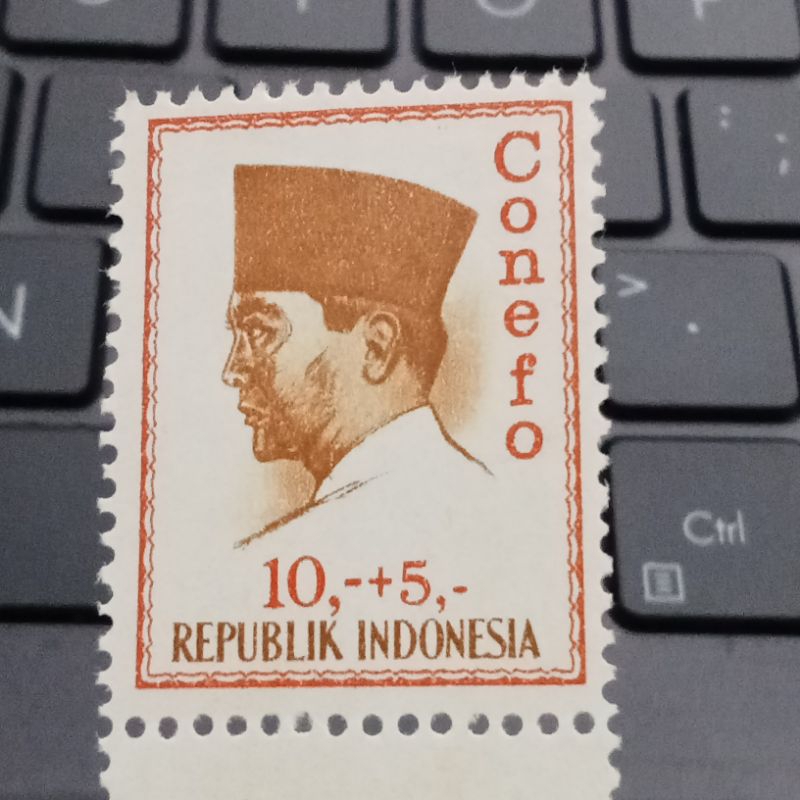 Conefo
10,-+5,-
REPUBLIK INDONESIA
Z
>
.
Ctrl